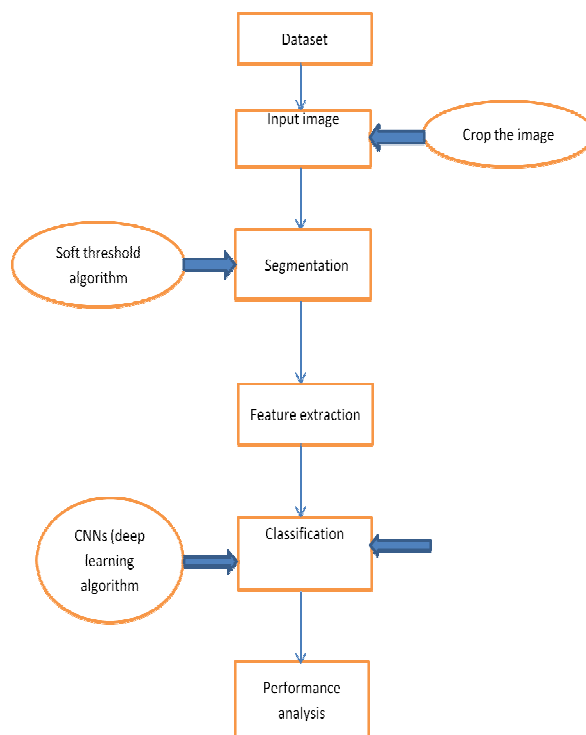 Dataset
Input image
Crop the image
Soft threshold
algorithm
Segmentation
Feature extraction
CNNs (deep
learning
algorithm
Classification
Performance
analysis